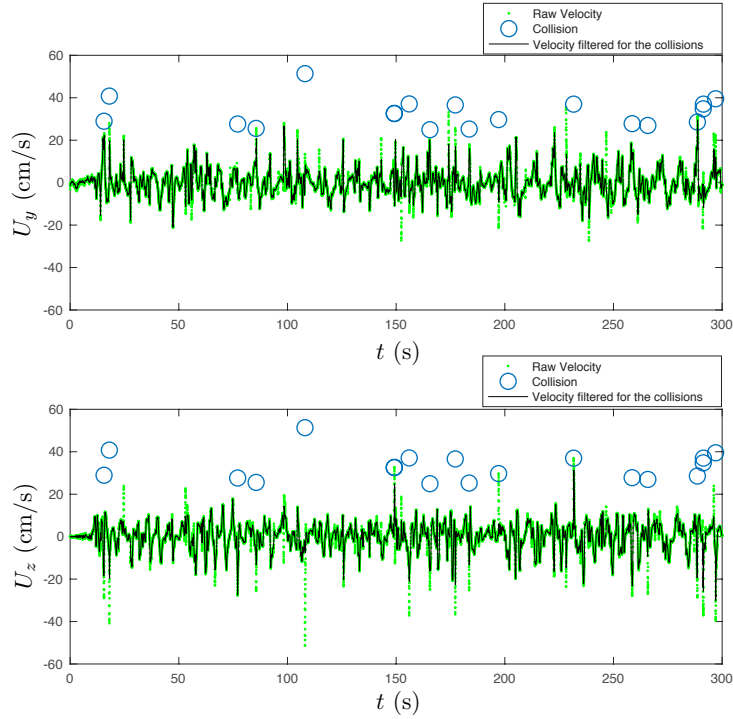 Raw Velocity
Collision
Velocity filtered for the collisions
60
40
20
0
-20
-40
-60
U_y (cm/s)
0 50 100 150 200 250 300
t (s)
Raw Velocity
Collision
Velocity filtered for the collisions
60
40
20
0
-20
-40
-60
U_z (cm/s)
0 50 100 150 200 250 300
t (s)